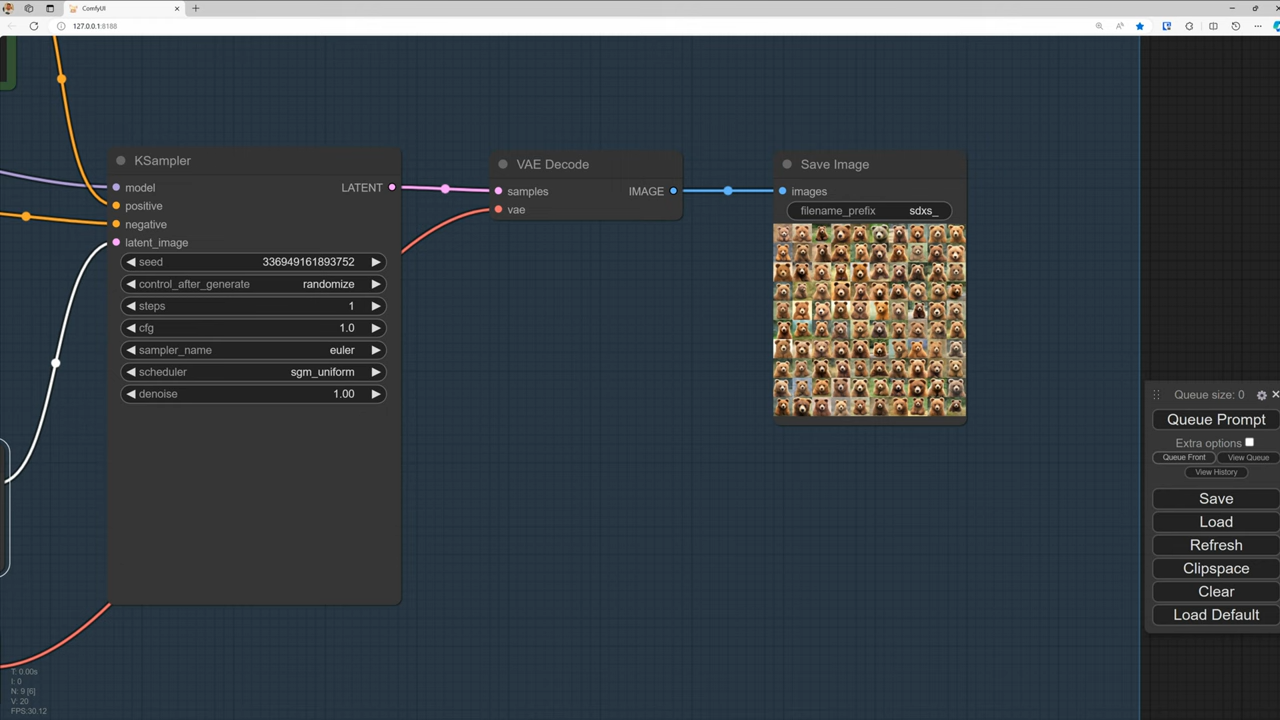 ComfyUI
127.0.0.1:8188
KSampler
model
LATENT
positive
negative
latent_image
seed 336949161893752
control_after_generate randomize
steps 1
cfg 1.0
sampler_name euler
scheduler sgm_uniform
denoise 1.00
VAE Decode
samples
IMAGE
vae
Save Image
images
filename_prefix sdxs_
Queue size: 0
Queue Prompt
Extra options
Queue Front View Queue
View History
Save
Load
Refresh
Clipspace
Clear
Load Default
T: 0.00s
I: 0
N: 9 [6]
V: 20
FPS:30.12